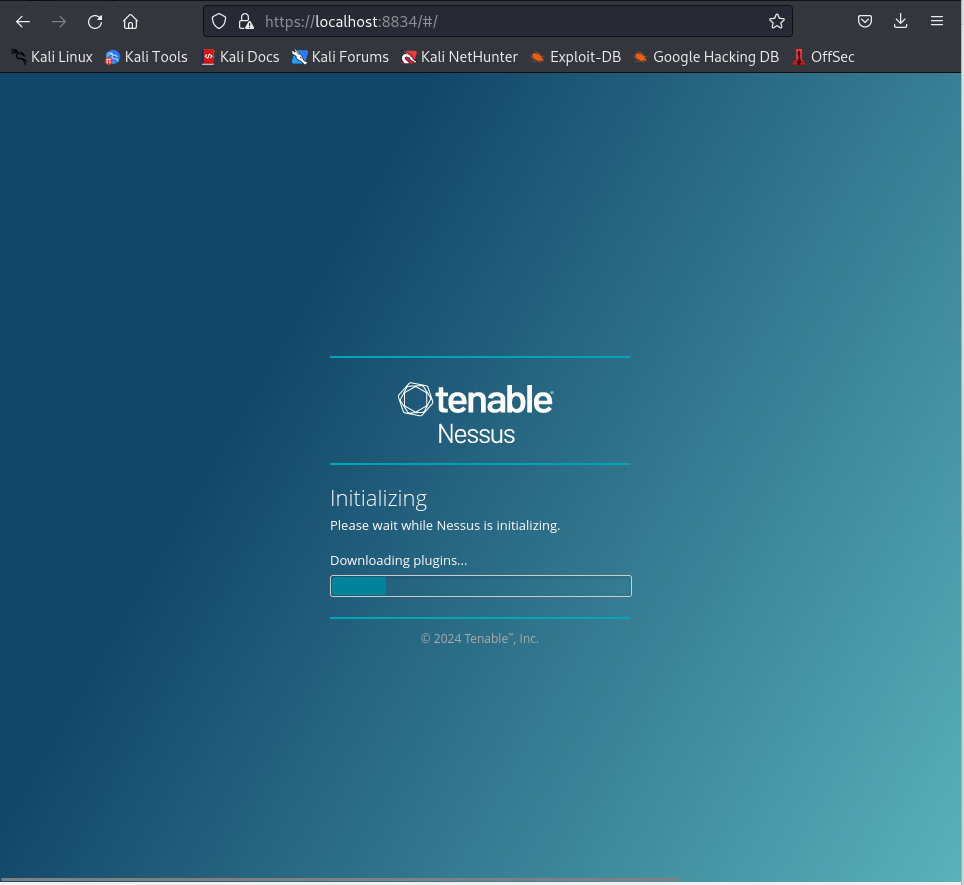 https://localhost:8834/#/
Kali Linux Kali Tools Kali Docs Kali Forums Kali NetHunter Exploit-DB Google Hacking DB OffSec
tenable
Nessus
Initializing
Please wait while Nessus is initializing.
Downloading plugins...
© 2024 Tenable™, Inc.